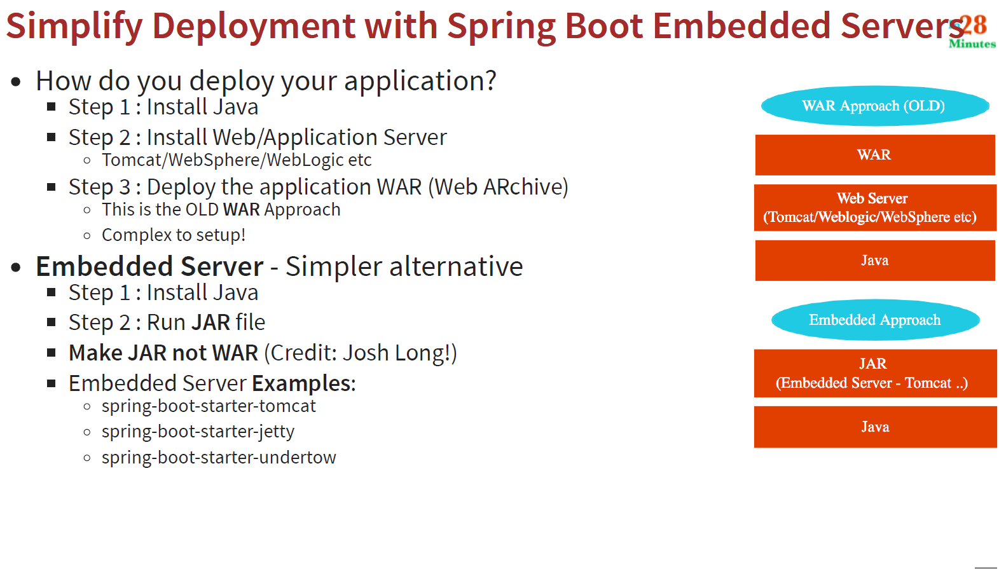 Simplify Deployment with Spring Boot Embedded Servers
28
Minutes
How do you deploy your application?
Step 1 : Install Java
Step 2 : Install Web/Application Server
Tomcat/WebSphere/WebLogic etc
Step 3 : Deploy the application WAR (Web ARchive)
This is the OLD WAR Approach
Complex to setup!
Embedded Server - Simpler alternative
Step 1 : Install Java
Step 2 : Run JAR file
Make JAR not WAR (Credit: Josh Long!)
Embedded Server Examples:
spring-boot-starter-tomcat
spring-boot-starter-jetty
spring-boot-starter-undertow
WAR Approach (OLD)
WAR
Web Server
(Tomcat/Weblogic/WebSphere etc)
Java
Embedded Approach
JAR
(Embedded Server - Tomcat ..)
Java